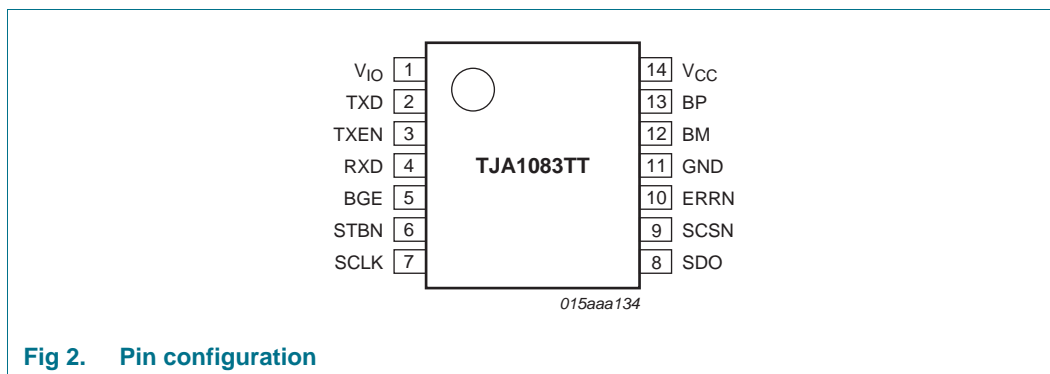 V_IO 1 14 V_CC
TXD 2 13 BP
TXEN 3 12 BM
RXD 4 TJA1083TT 11 GND
BGE 5 10 ERRN
STBN 6 9 SCSN
SCLK 7 8 SDO
015aaa134
Fig 2. Pin configuration